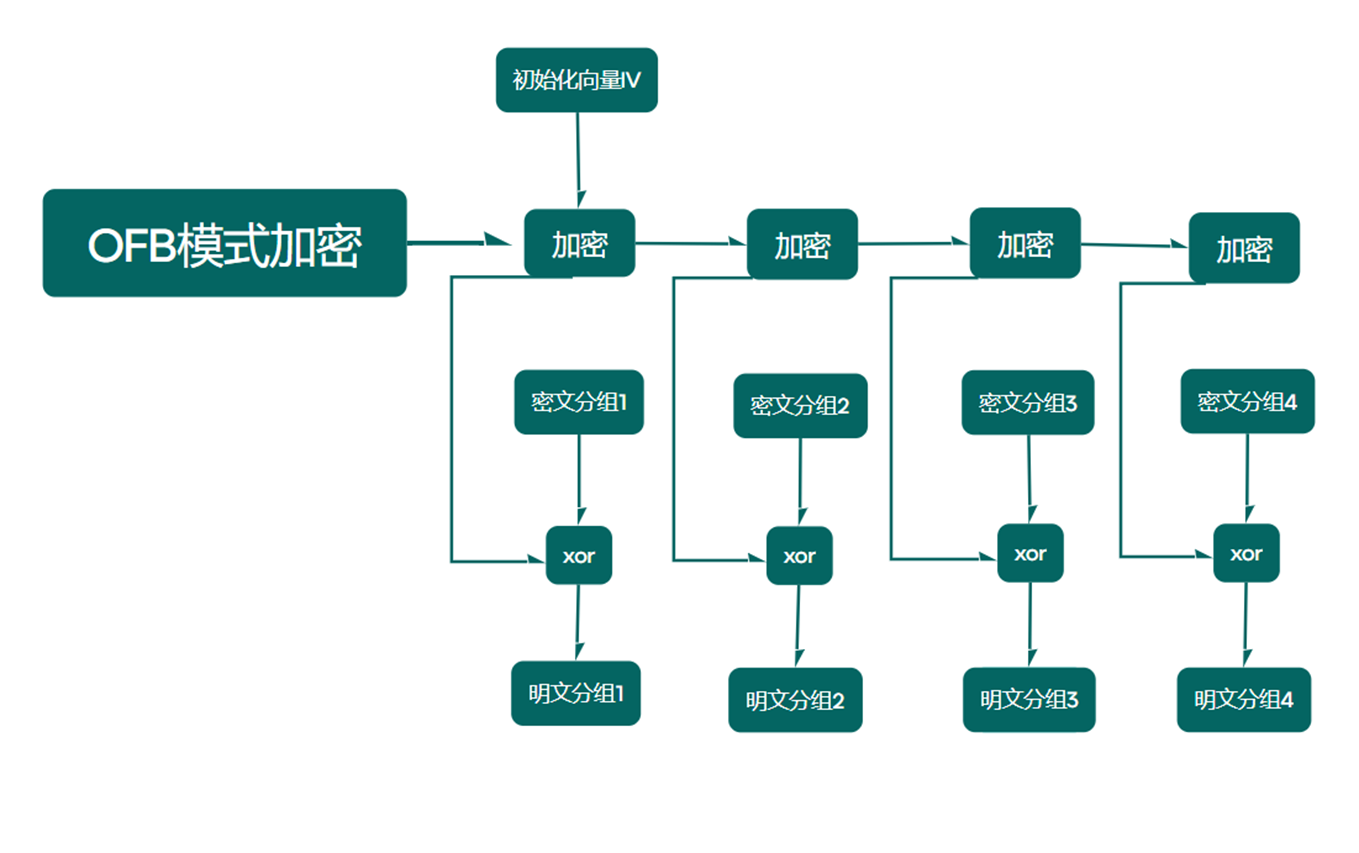 初始化向量IV
OFB模式加密
加密
加密
加密
加密
密文分组1
密文分组2
密文分组3
密文分组4
xor
xor
xor
xor
明文分组1
明文分组2
明文分组3
明文分组4